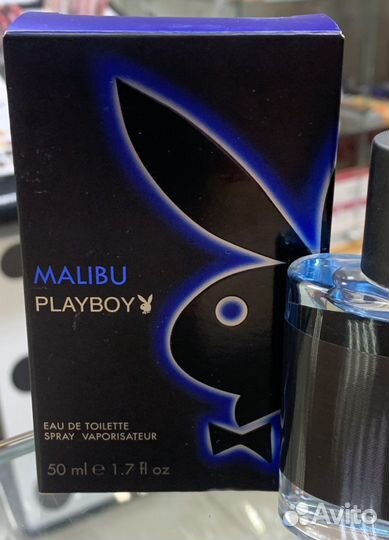 MALIBU
PLAYBOY
EAU DE TOILETTE
SPRAY VAPORISATEUR
50 ml e 1.7 fl oz
Avito